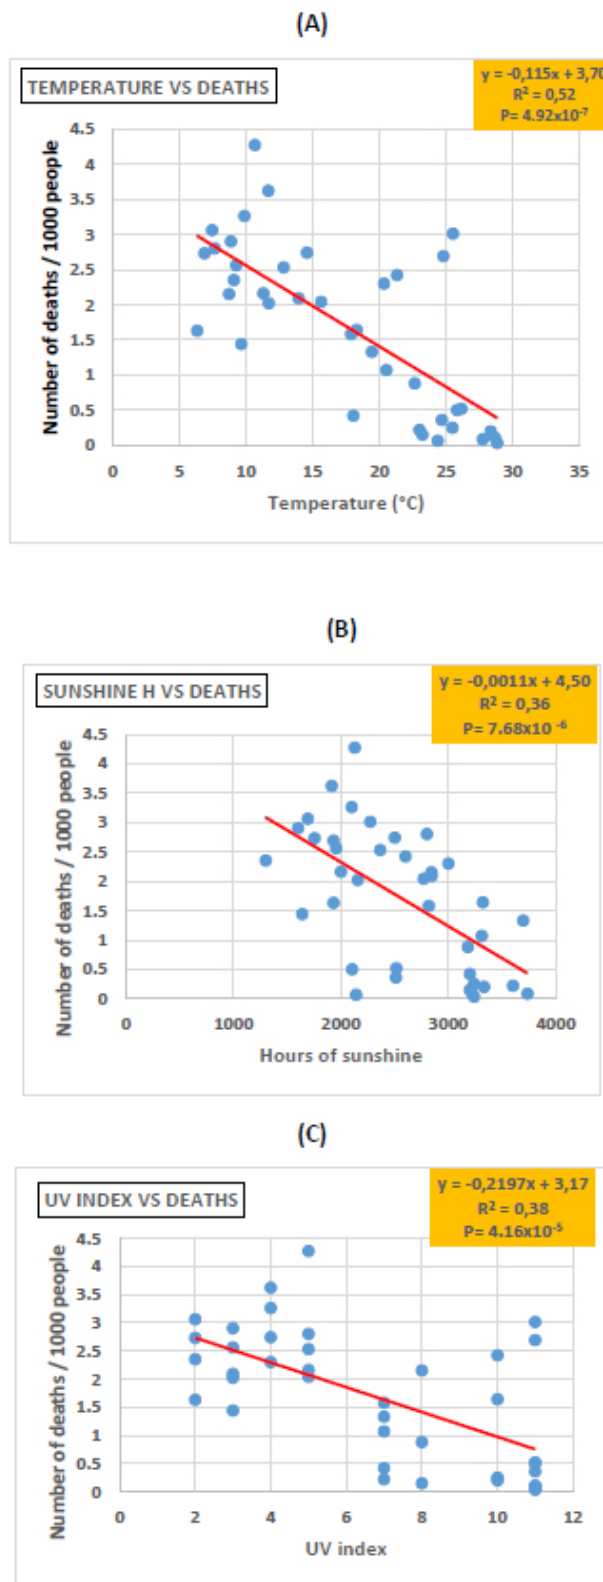 (A)
TEMPERATURE VS DEATHS
y = -0,115x + 3,70
R² = 0,52
P= 4.92x10⁻⁷
Number of deaths / 1000 people
4.5
4
3.5
3
2.5
2
1.5
1
0.5
0
0 5 10 15 20 25 30 35
Temperature (°C)
(B)
SUNSHINE H VS DEATHS
y = -0,0011x + 4,50
R² = 0,36
P= 7.68x10 ⁻⁶
Number of deaths / 1000 people
4.5
4
3.5
3
2.5
2
1.5
1
0.5
0
0 1000 2000 3000 4000
Hours of sunshine
(C)
UV INDEX VS DEATHS
y = -0,2197x + 3,17
R² = 0,38
P= 4.16x10⁻⁵
Number of deaths / 1000 people
4.5
4
3.5
3
2.5
2
1.5
1
0.5
0
0 2 4 6 8 10 12
UV index